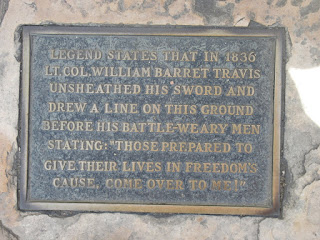 LEGEND STATES THAT IN 1836
LT. COL. WILLIAM BARRET TRAVIS
UNSHEATHED HIS SWORD AND
DREW A LINE ON THIS GROUND
BEFORE HIS BATTLE-WEARY MEN
STATING: "THOSE PREPARED TO
GIVE THEIR LIVES IN FREEDOM'S
CAUSE, COME OVER TO ME!!"